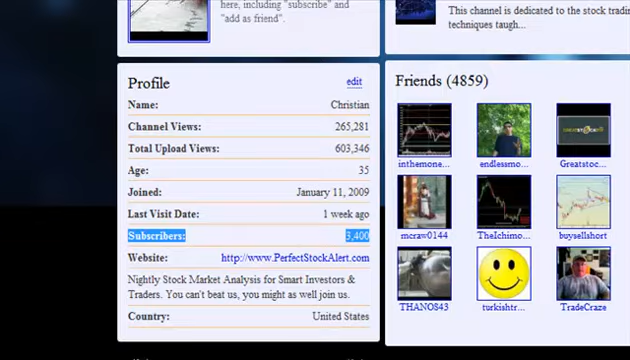 here, including "subscribe" and
"add as friend".
This channel is dedicated to the stock
techniques taugh...
Profile
edit
Name: Christian
Channel Views: 265,281
Total Upload Views: 603,346
Age: 35
Joined: January 11, 2009
Last Visit Date: 1 week ago
Subscribers: 3,400
Website: http://www.PerfectStockAlert.com
Nightly Stock Market Analysis for Smart Investors &
Traders. You can't beat us, you might as well join us.
Country: United States
Friends (4859)
inthemone... endlessmo... Greatstoc...
mcraw0144 TheIchimo... buysellshort
THANOS43 turkishtr... TradeCraze